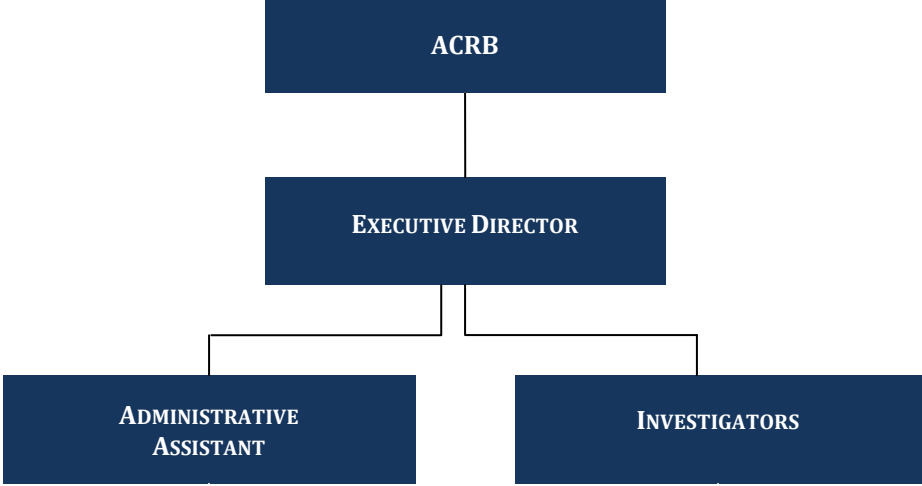 ACRB
EXECUTIVE DIRECTOR
ADMINISTRATIVE
ASSISTANT
INVESTIGATORS